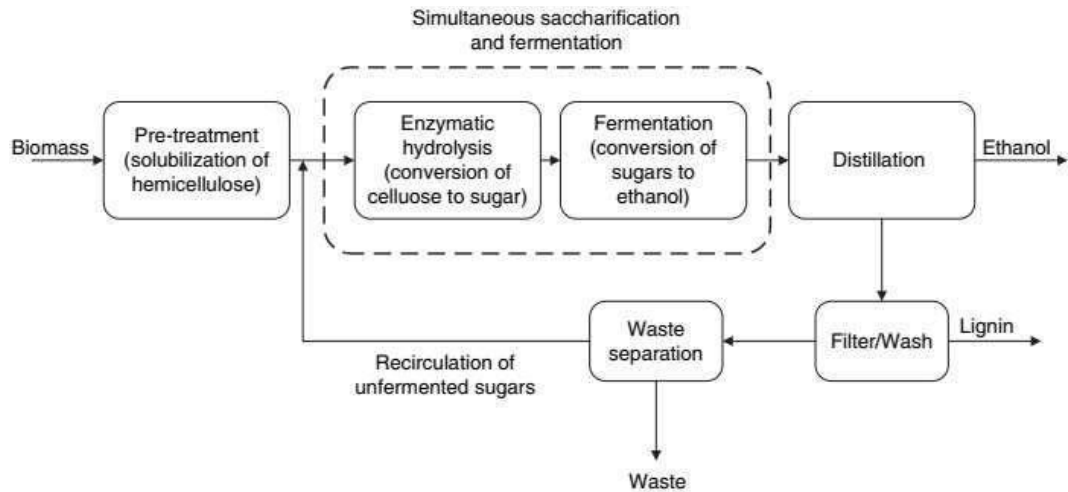 Simultaneous saccharification
and fermentation
Biomass
Pre-treatment
(solubilization of
hemicellulose)
Enzymatic
hydrolysis
(conversion of
celluose to sugar)
Fermentation
(conversion of
sugars to
ethanol)
Distillation
Ethanol
Waste
separation
Filter/Wash
Lignin
Recirculation of
unfermented sugars
Waste